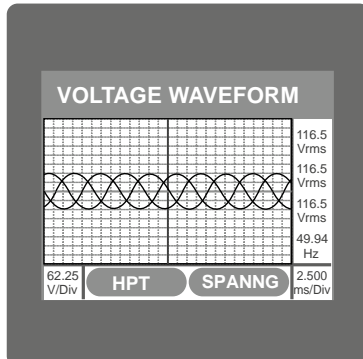 VOLTAGE WAVEFORM
116.5
Vrms
116.5
Vrms
116.5
Vrms
49.94
Hz
62.25
V/Div
HPT
SPANNG
2.500
ms/Div